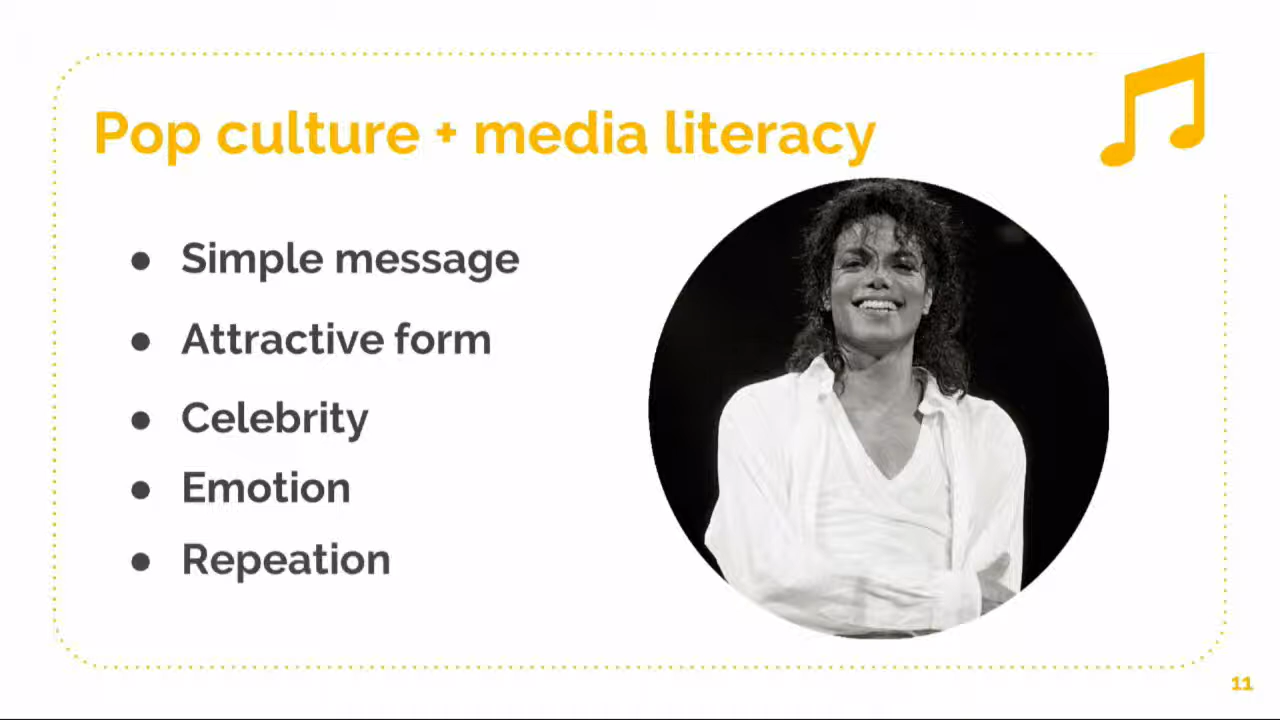 Pop culture + media literacy
● Simple message
● Attractive form
● Celebrity
● Emotion
● Repeation
11